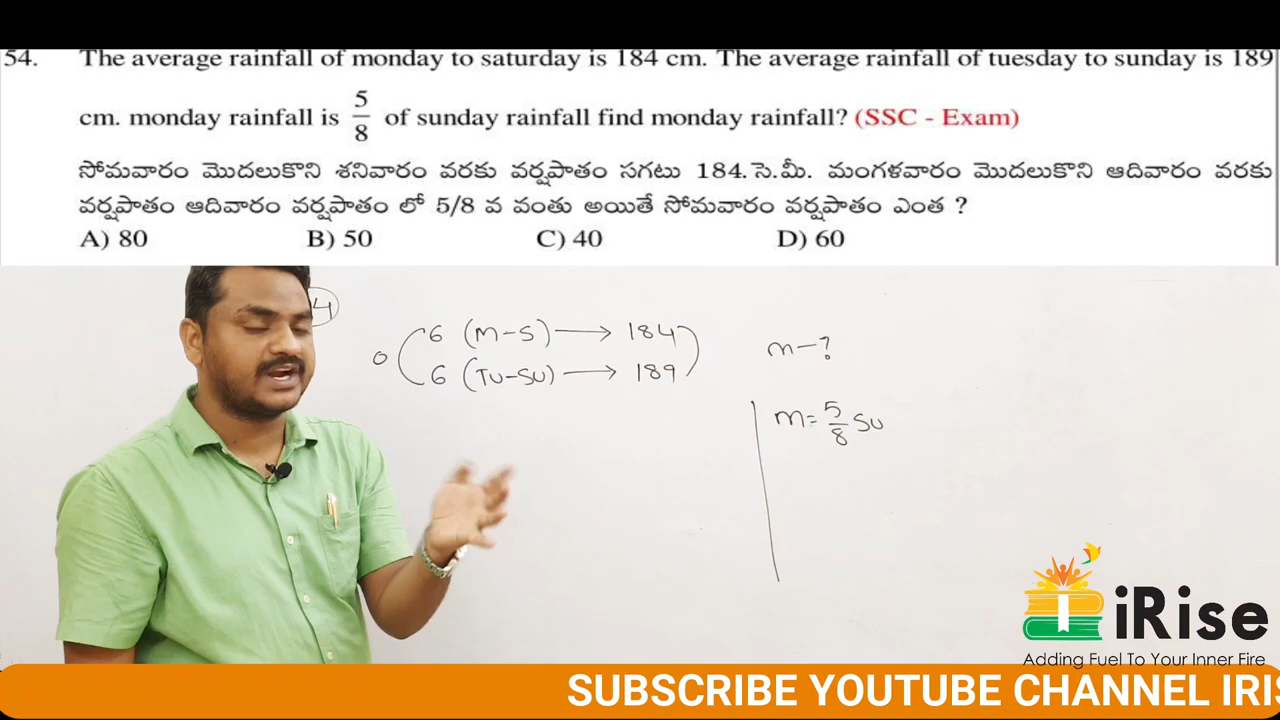 54. The average rainfall of monday to saturday is 184 cm. The average rainfall of tuesday to sunday is 189
cm. monday rainfall is 5/8 of sunday rainfall find monday rainfall? (SSC - Exam)
సోమవారం మొదలుకొని శనివారం వరకు వర్షపాతం సగటు 184. సె.మీ. మంగళవారం మొదలుకొని ఆదివారం వరకు
వర్షపాతం ఆదివారం వర్షపాతం లో 5/8 వ వంతు అయితే సోమవారం వర్షపాతం ఎంత ?
A) 80 B) 50 C) 40 D) 60
6 (M-S) → 184
0
6 (TU-SU) → 189
m-?
m= 5/8 SU
iRise
Adding Fuel To Your Inner Fire
SUBSCRIBE YOUTUBE CHANNEL IRIS